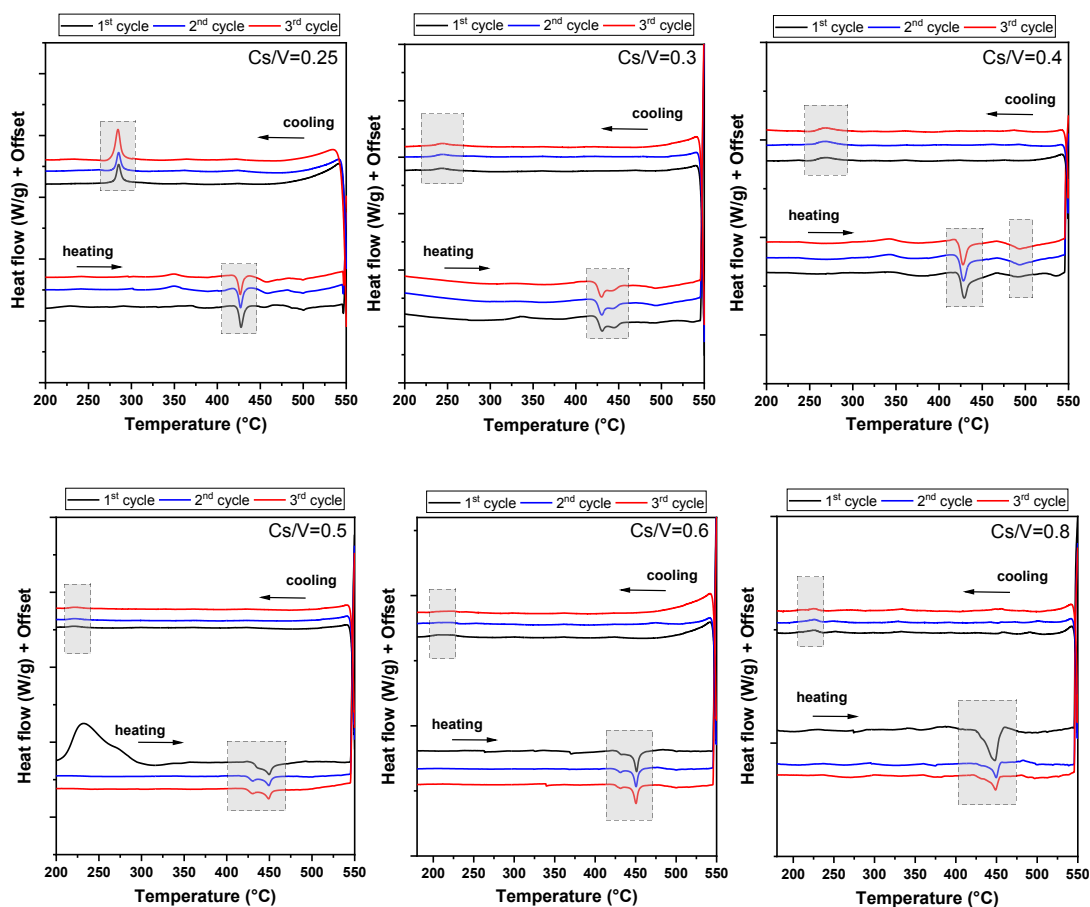 1st cycle 2nd cycle 3rd cycle
Cs/V=0.25
cooling
heating
Heat flow (W/g) + Offset
200 250 300 350 400 450 500 550
Temperature (°C)
1st cycle 2nd cycle 3rd cycle
Cs/V=0.3
cooling
heating
Heat flow (W/g) + Offset
200 250 300 350 400 450 500 550
Temperature (°C)
1st cycle 2nd cycle 3rd cycle
Cs/V=0.4
cooling
heating
Heat flow (W/g) + Offset
200 250 300 350 400 450 500 550
Temperature (°C)
1st cycle 2nd cycle 3rd cycle
Cs/V=0.5
cooling
heating
Heat flow (W/g) + Offset
200 250 300 350 400 450 500 550
Temperature (°C)
1st cycle 2nd cycle 3rd cycle
Cs/V=0.6
cooling
heating
Heat flow (W/g) + Offset
200 250 300 350 400 450 500 550
Temperature (°C)
1st cycle 2nd cycle 3rd cycle
Cs/V=0.8
cooling
heating
Heat flow (W/g) + Offset
200 250 300 350 400 450 500 550
Temperature (°C)